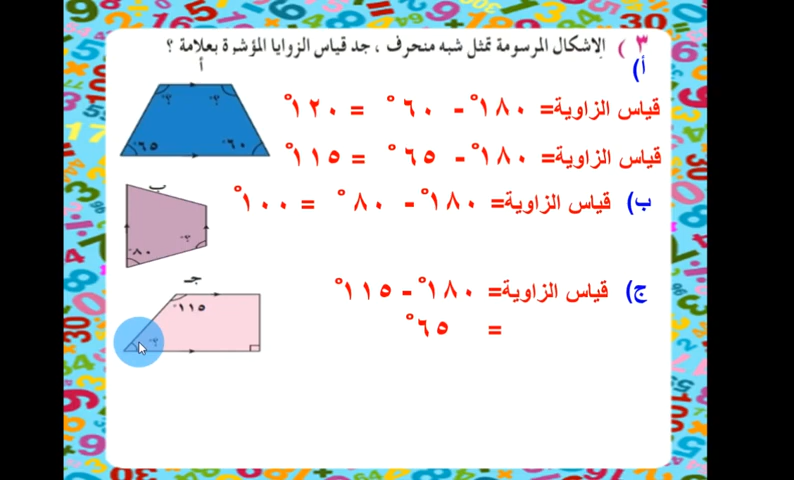 ٣ ) الاشكال المرسومة تمثل شبه منحرف ، جد قياس الزوايا المؤشرة بعلامة ؟
أ
أ)
؟° ؟°
٦٥° ٦٠°
قياس الزاوية= ١٨٠° - ٦٠° = ١٢٠°
قياس الزاوية= ١٨٠° - ٦٥° = ١١٥°
ب
؟°
٨٠°
ب) قياس الزاوية= ١٨٠° - ٨٠° = ١٠٠°
جـ
١١٥°
؟°
ج) قياس الزاوية= ١٨٠° - ١١٥°
= ٦٥°